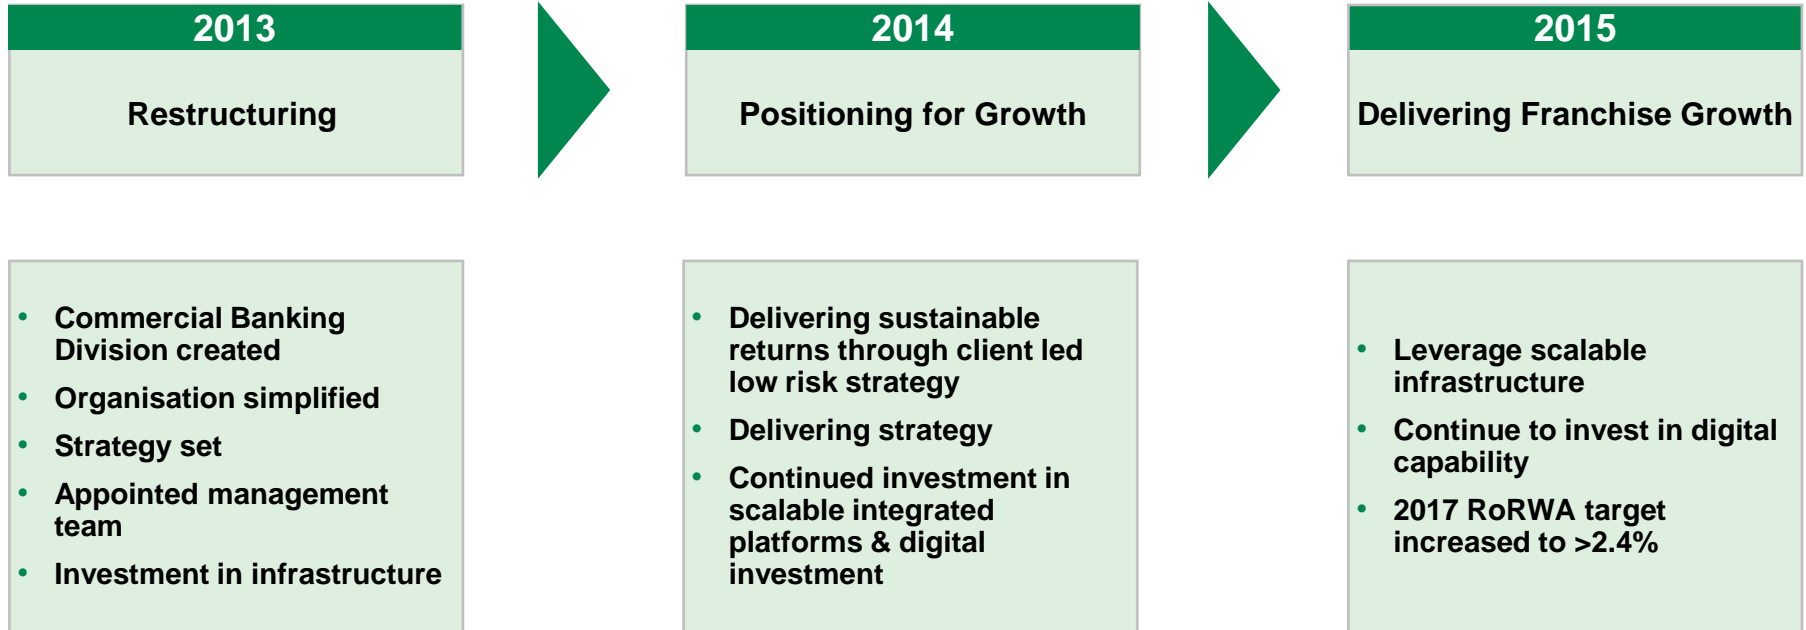 2013
Restructuring
2014
Positioning for Growth
2015
Delivering Franchise Growth
• Commercial Banking
Division created
• Organisation simplified
• Strategy set
• Appointed management
team
• Investment in infrastructure
• Delivering sustainable
returns through client led
low risk strategy
• Delivering strategy
• Continued investment in
scalable integrated
platforms & digital
investment
• Leverage scalable
infrastructure
• Continue to invest in digital
capability
• 2017 RoRWA target
increased to >2.4%